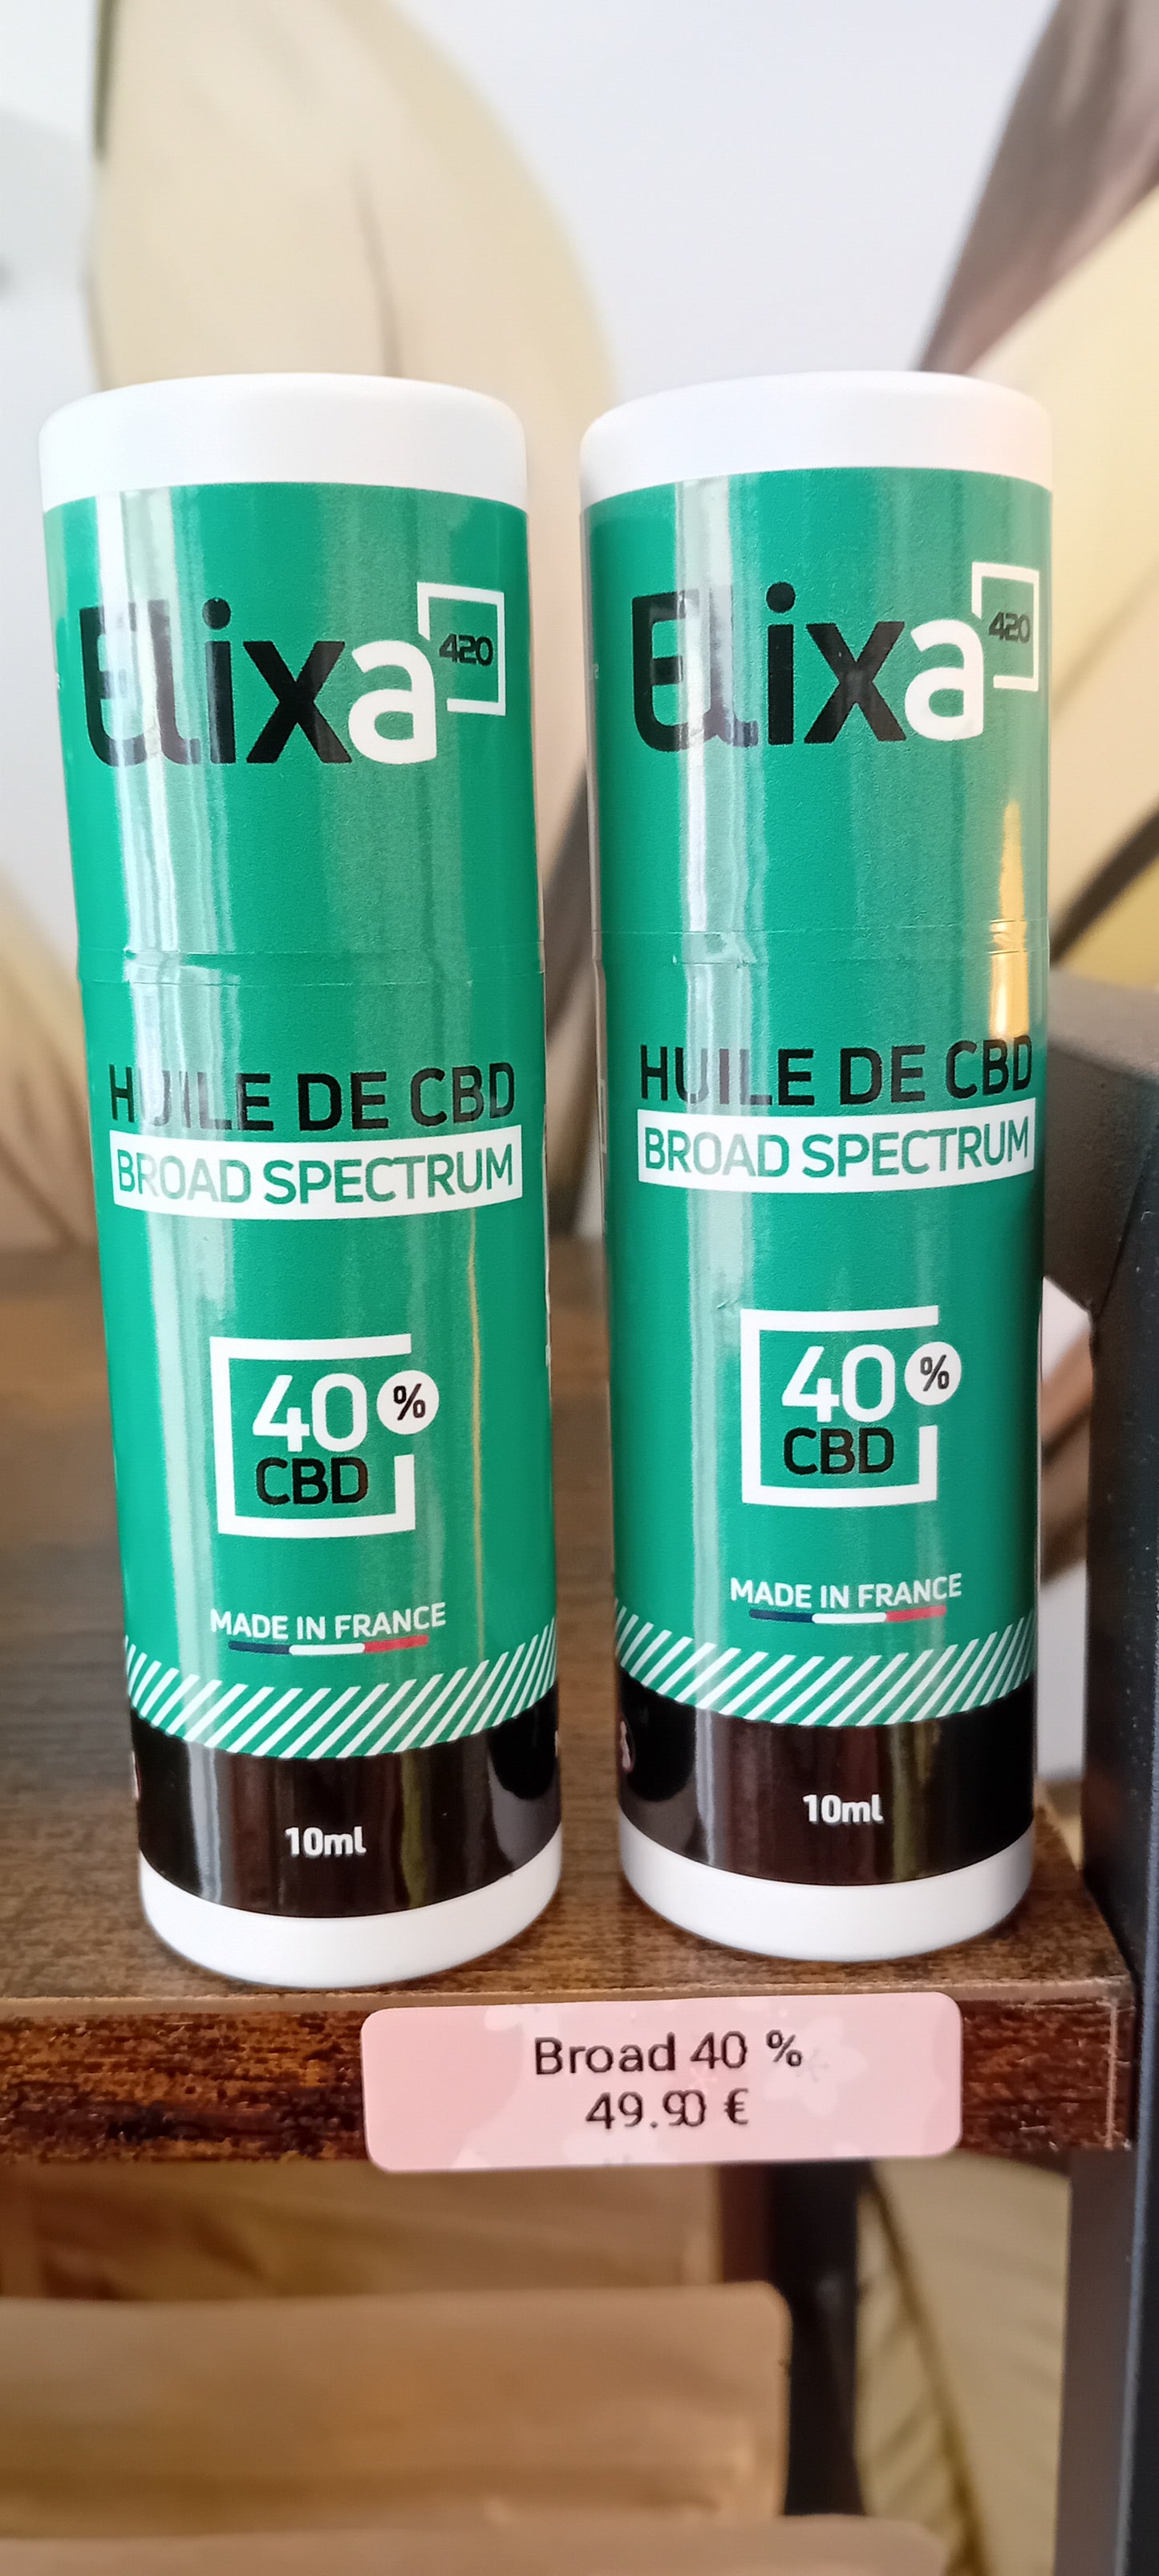 Elixa 420
HUILE DE CBD
BROAD SPECTRUM
40 %
CBD
MADE IN FRANCE
10ml
Elixa 420
HUILE DE CBD
BROAD SPECTRUM
40 %
CBD
MADE IN FRANCE
10ml
Broad 40 %
49.90 €